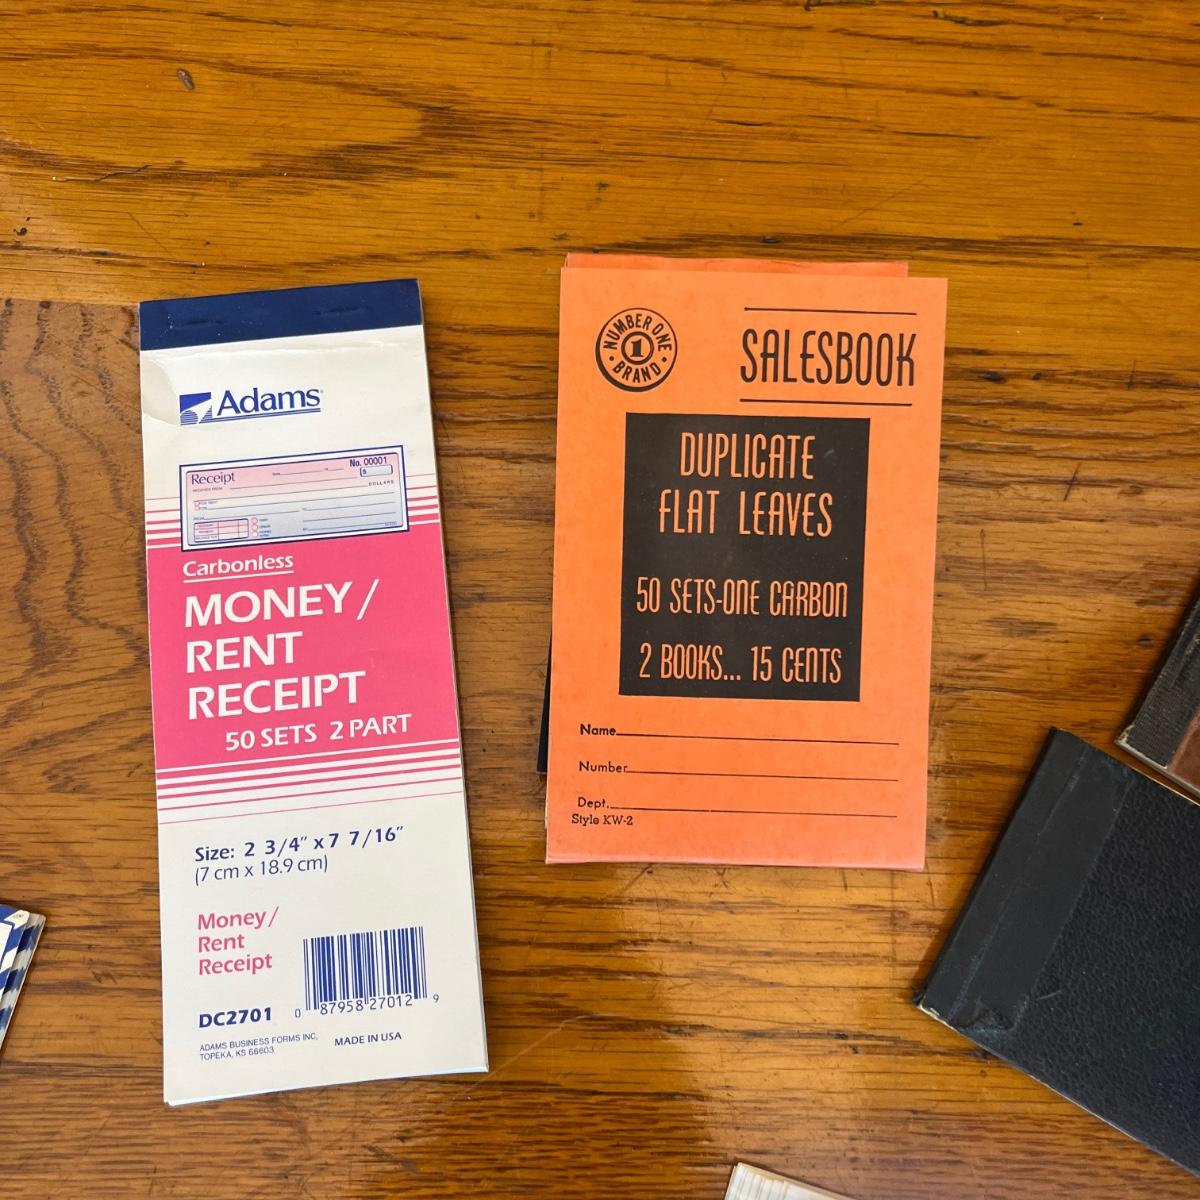 Adams
Receipt
No. 00001
$
DOLLARS
Carbonless
MONEY/
RENT
RECEIPT
50 SETS 2 PART
Size: 2 3/4" x 7 7/16"
(7 cm x 18.9 cm)
Money/
Rent
Receipt
DC2701
0 87958 27012 9
ADAMS BUSINESS FORMS INC,
TOPEKA, KS 66603
MADE IN USA
NUMBER ONE
1
BRAND
SALESBOOK
DUPLICATE
FLAT LEAVES
50 SETS-ONE CARBON
2 BOOKS... 15 CENTS
Name
Number
Dept.
Style KW-2